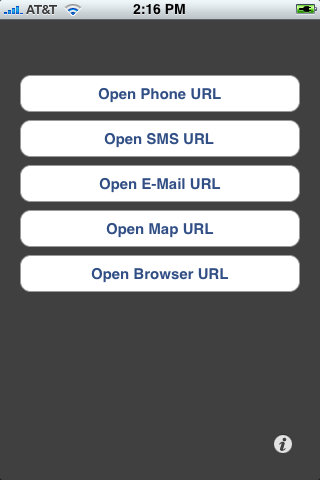 AT&T 2:16 PM
Open Phone URL
Open SMS URL
Open E-Mail URL
Open Map URL
Open Browser URL
i